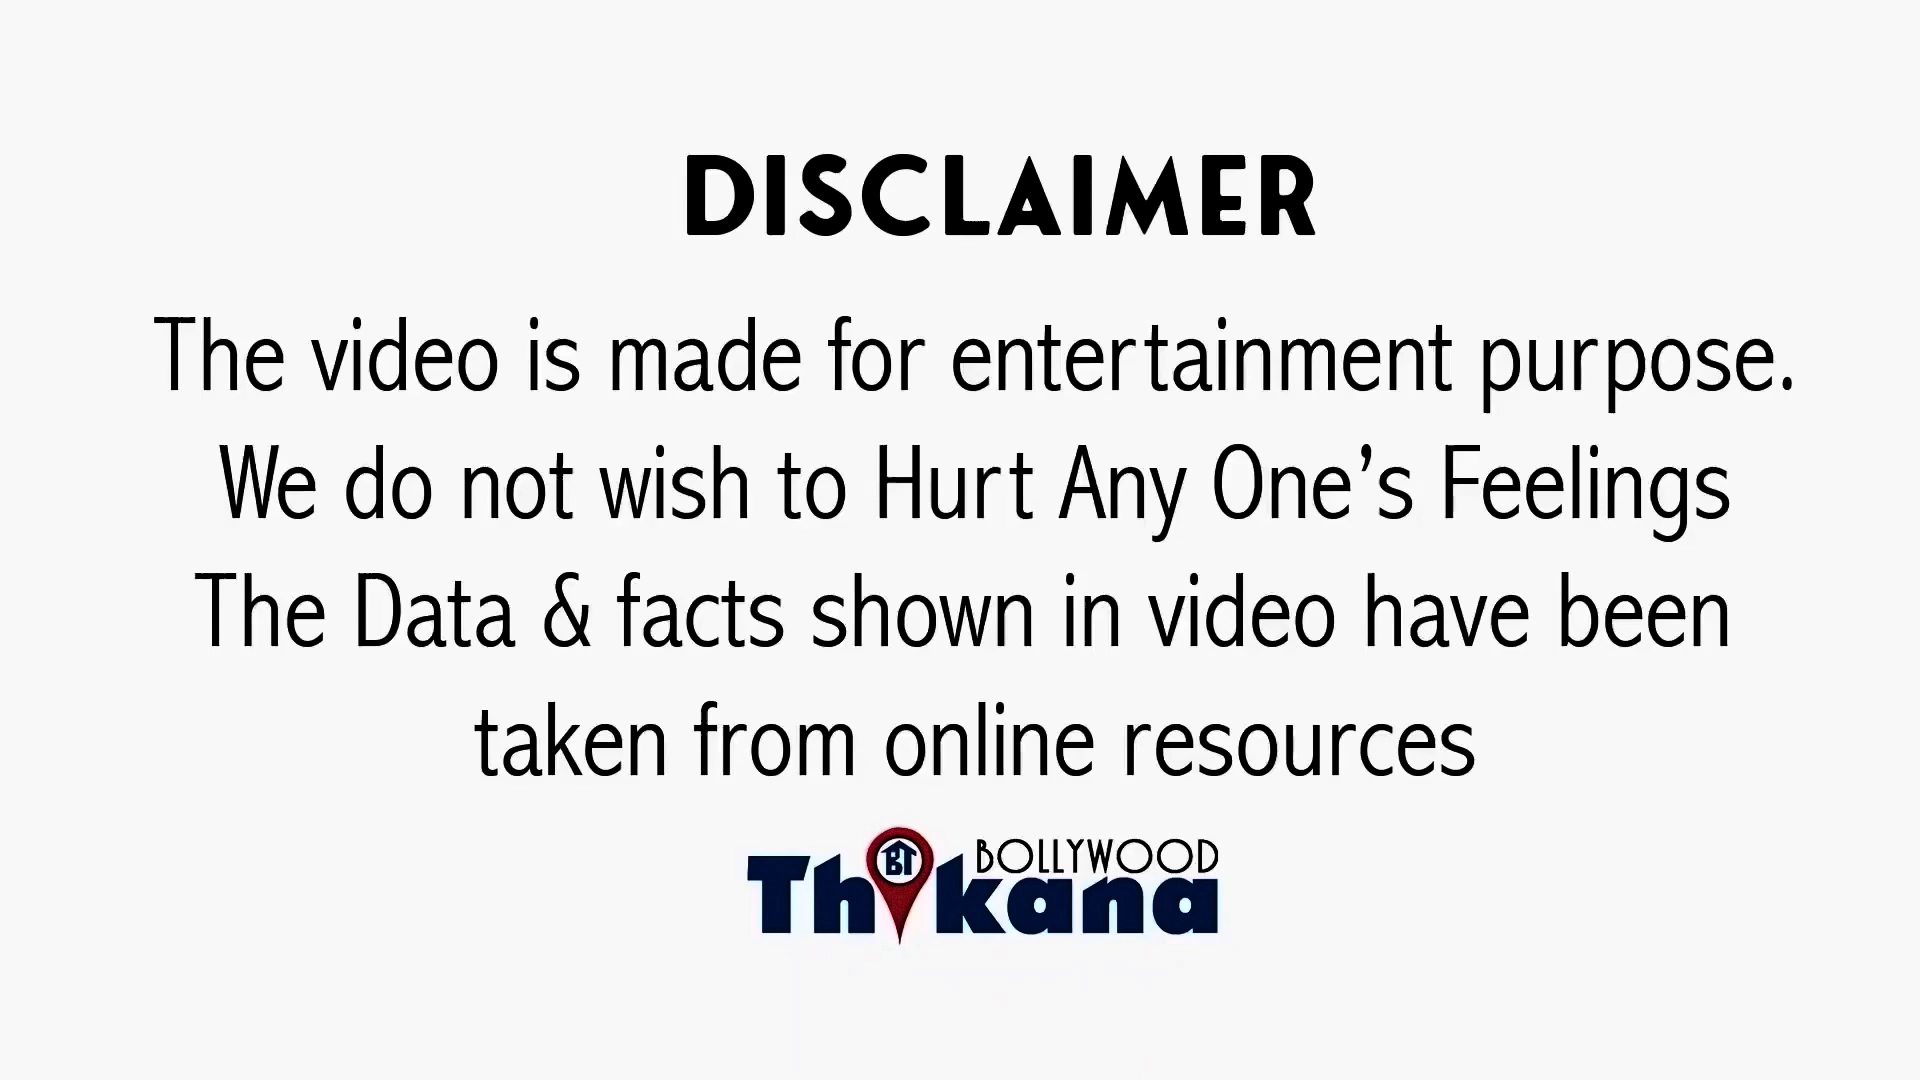 DISCLAIMER
The video is made for entertainment purpose.
We do not wish to Hurt Any One’s Feelings
The Data & facts shown in video have been
taken from online resources
BOLLYWOOD
BT
Thikana